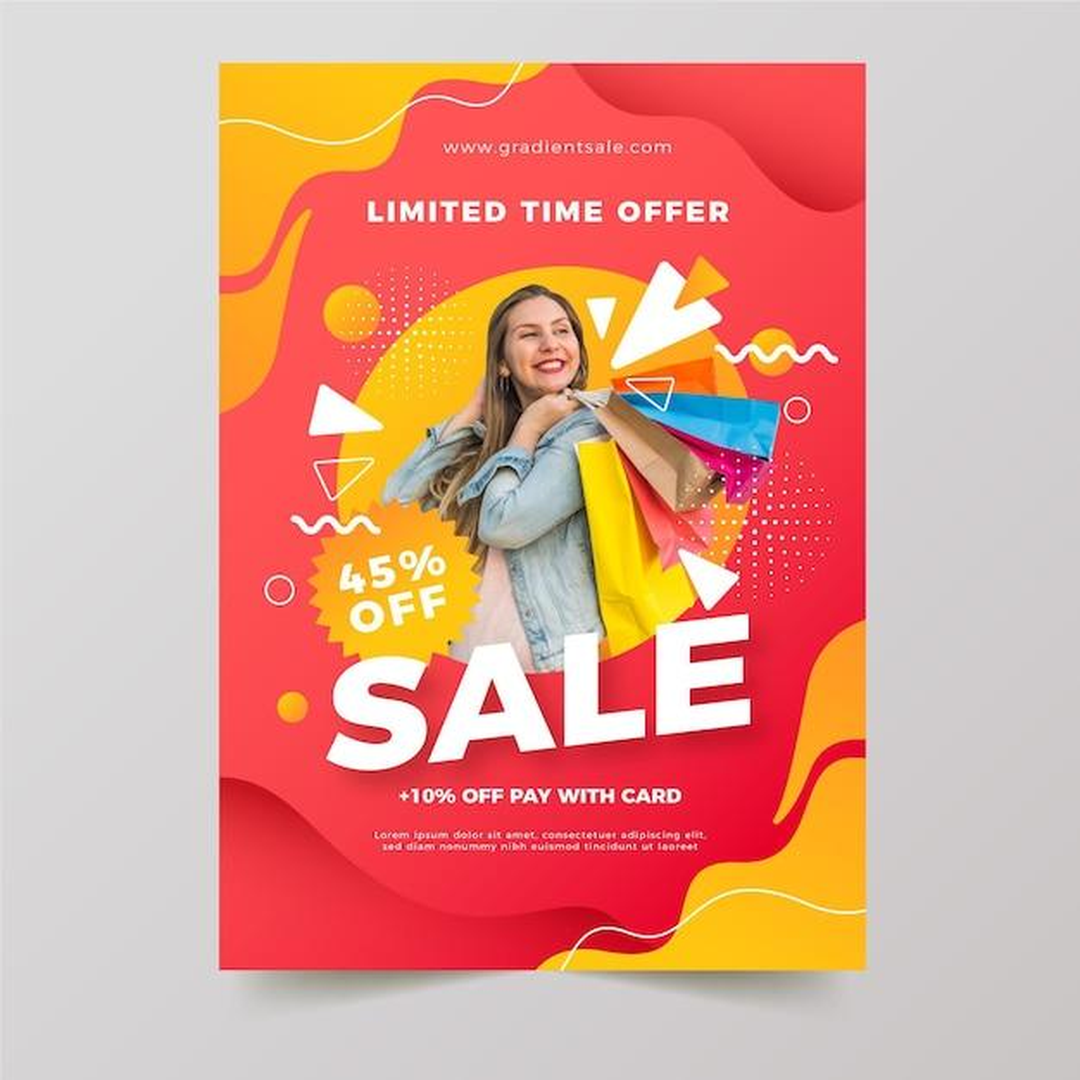 www.gradientsale.com
LIMITED TIME OFFER
45%
OFF
SALE
+10% OFF PAY WITH CARD
Lorem ipsum dolor sit amet, consectetuer adipiscing elit,
sed diam nonummy nibh euismod tincidunt ut laoreet